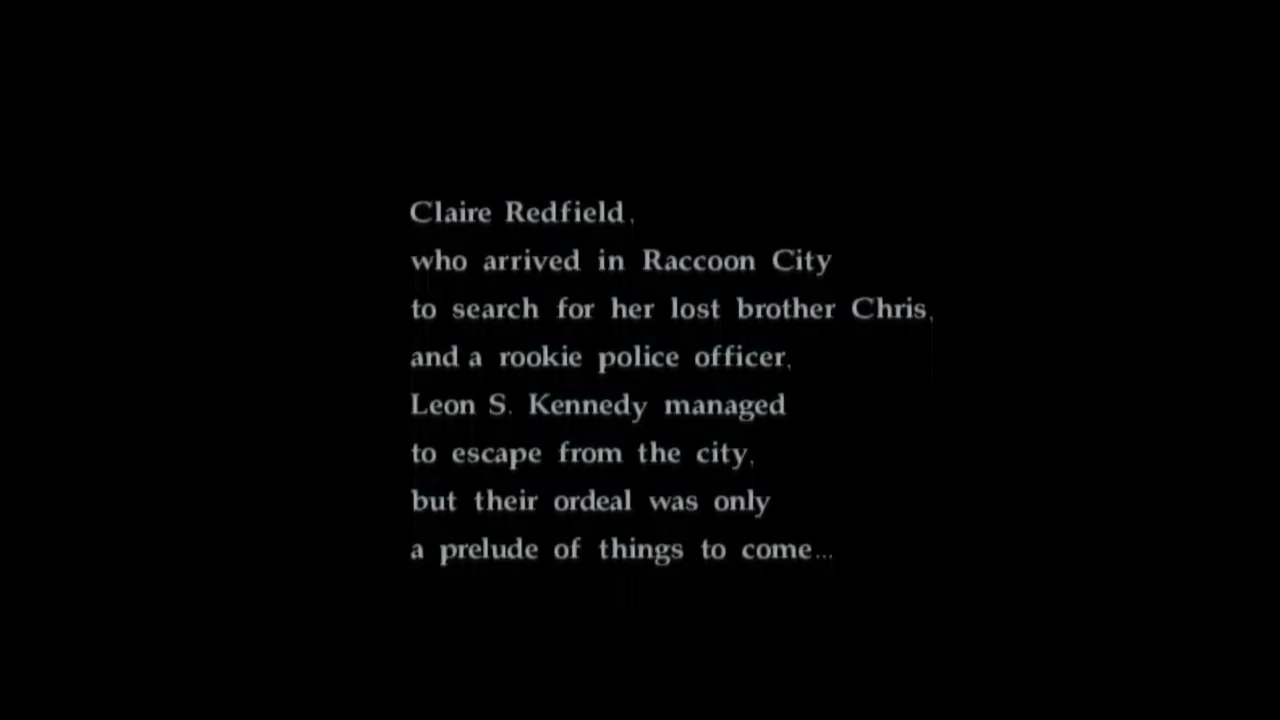 Claire Redfield,
who arrived in Raccoon City
to search for her lost brother Chris,
and a rookie police officer,
Leon S. Kennedy managed
to escape from the city,
but their ordeal was only
a prelude of things to come...